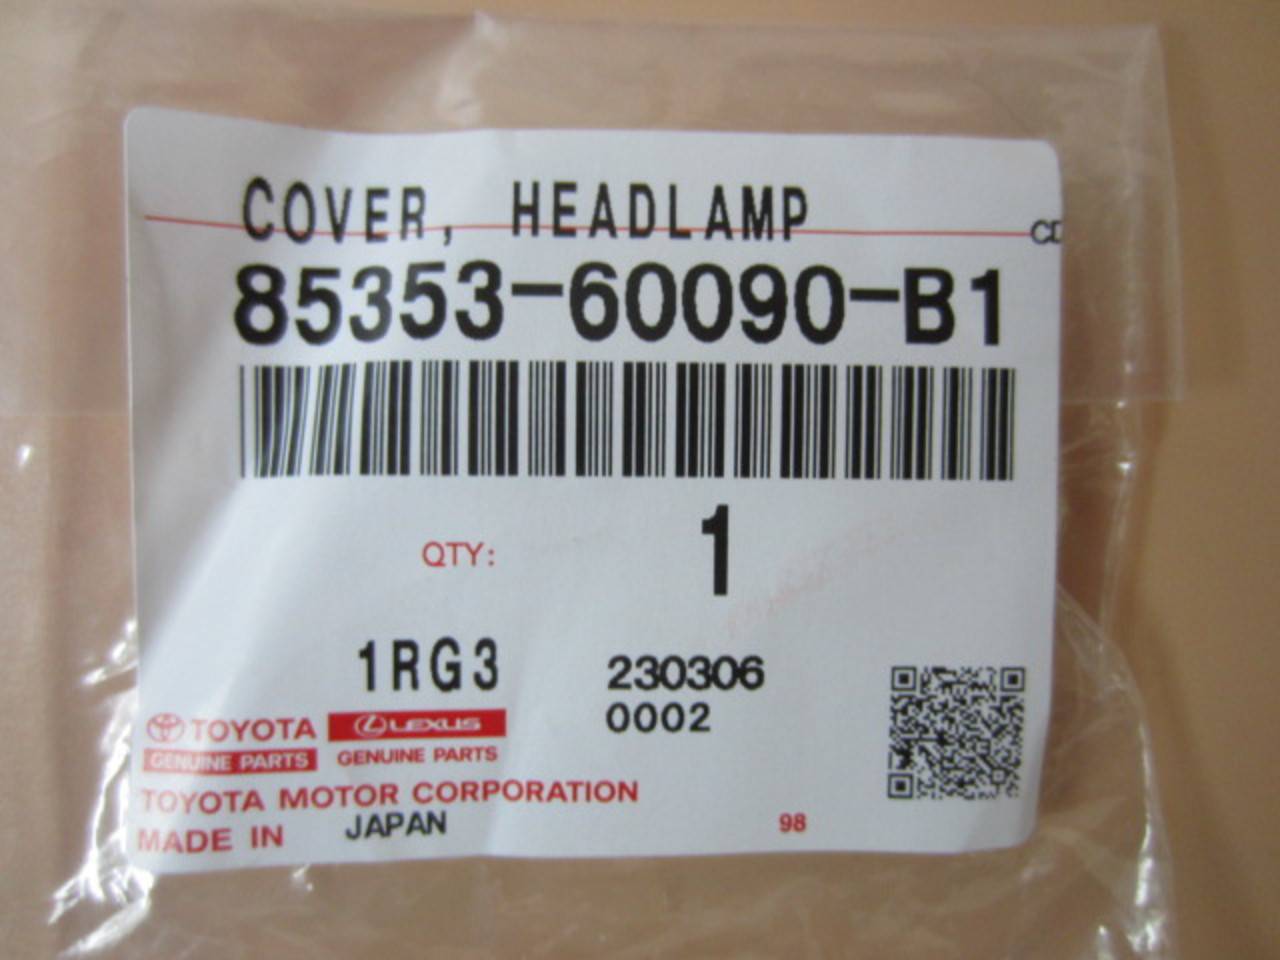 COVER, HEADLAMP
85353-60090-B1
QTY: 1
1RG3 230306
0002
TOYOTA LEXUS
GENUINE PARTS GENUINE PARTS
TOYOTA MOTOR CORPORATION
MADE IN JAPAN
98